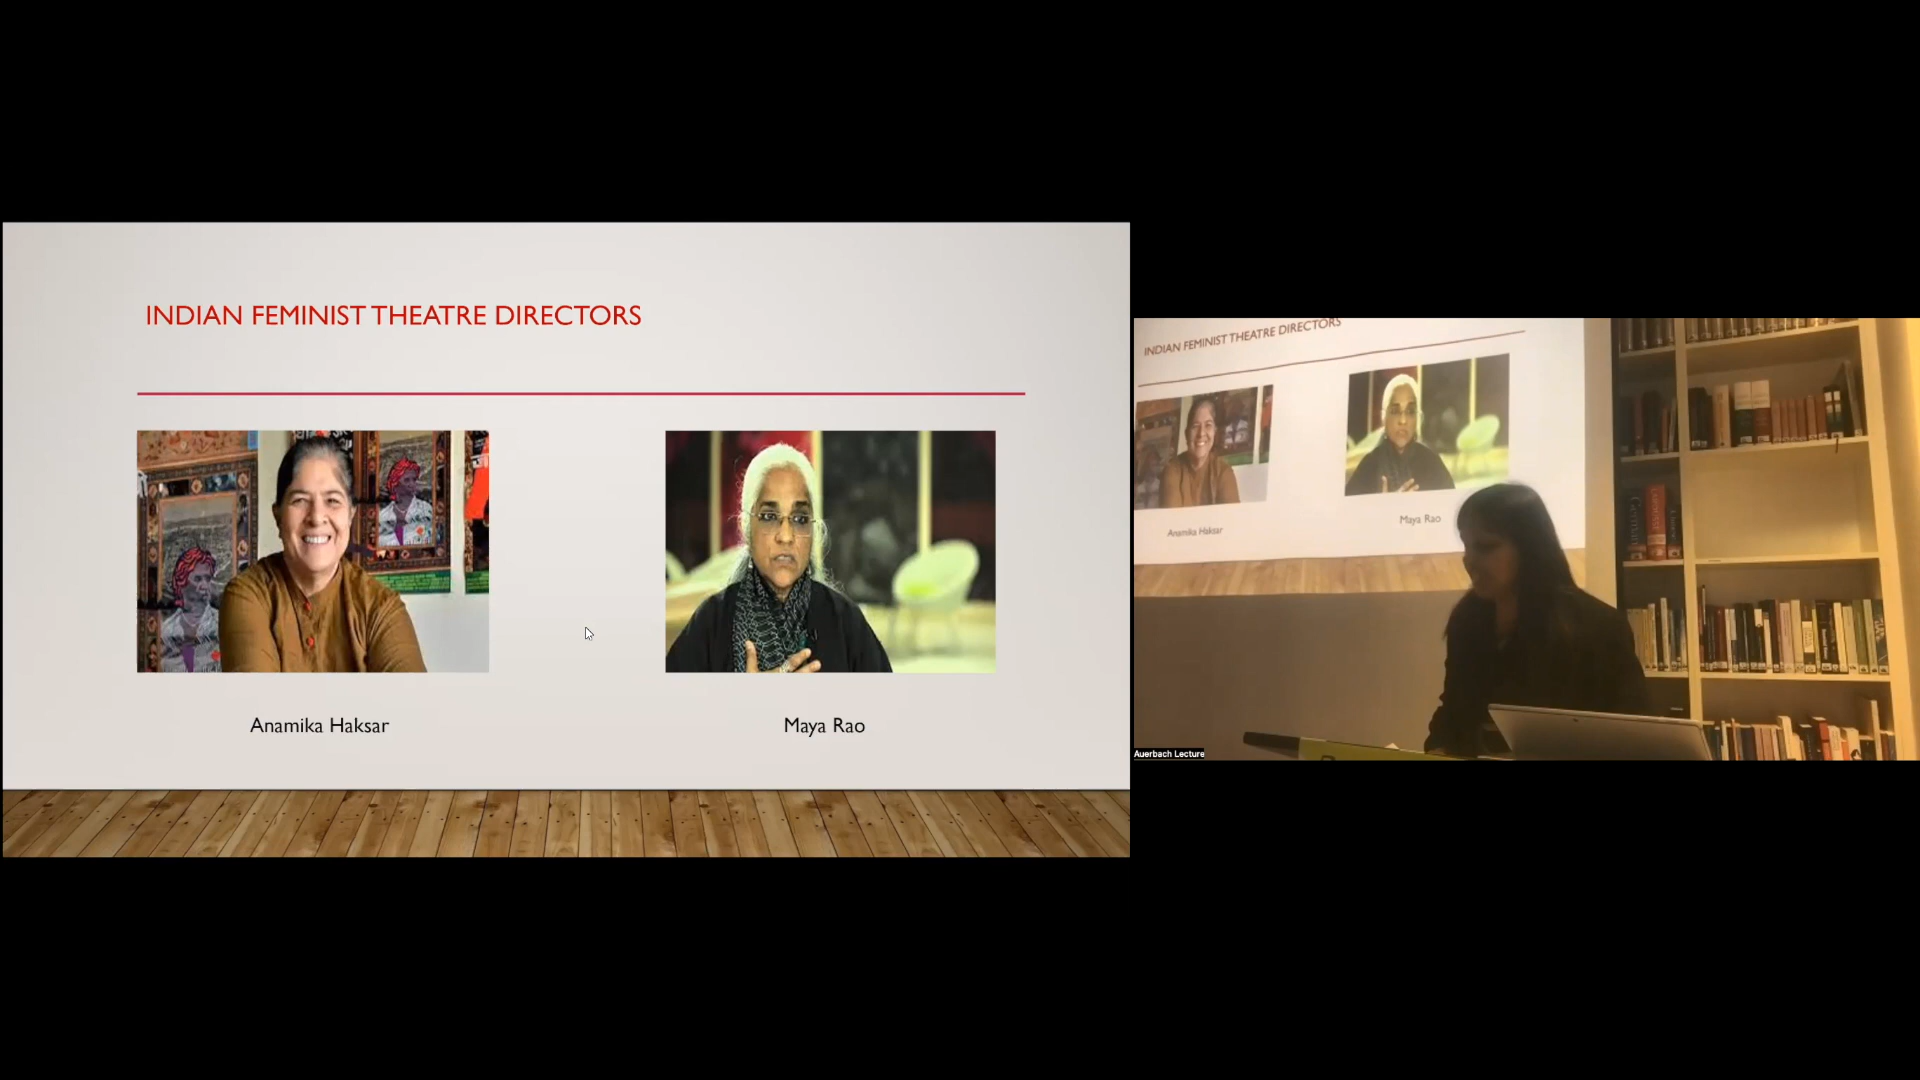 INDIAN FEMINIST THEATRE DIRECTORS
Anamika Haksar
Maya Rao
INDIAN FEMINIST THEATRE DIRECTORS
Anamika Haksar
Maya Rao
Auerbach Lecture